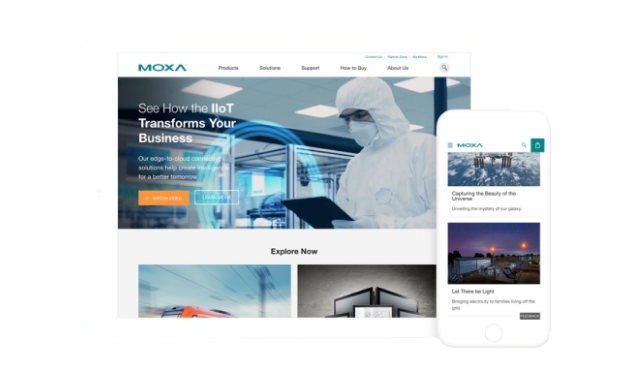 Contact Us Partner Zone My Moxa Sign in
MOXA
Products Solutions Support How to Buy About Us
See How the IIoT
Transforms Your
Business
Our edge-to-cloud connectivity
solutions help create intelligence
for a better tomorrow.
WATCH VIDEO
Explore Now
MOXA
Capturing the Beauty of the
Universe
Unveiling the mystery of our galaxy.
Let There be Light
Bringing electricity to families living off the
grid.
FEEDBACK